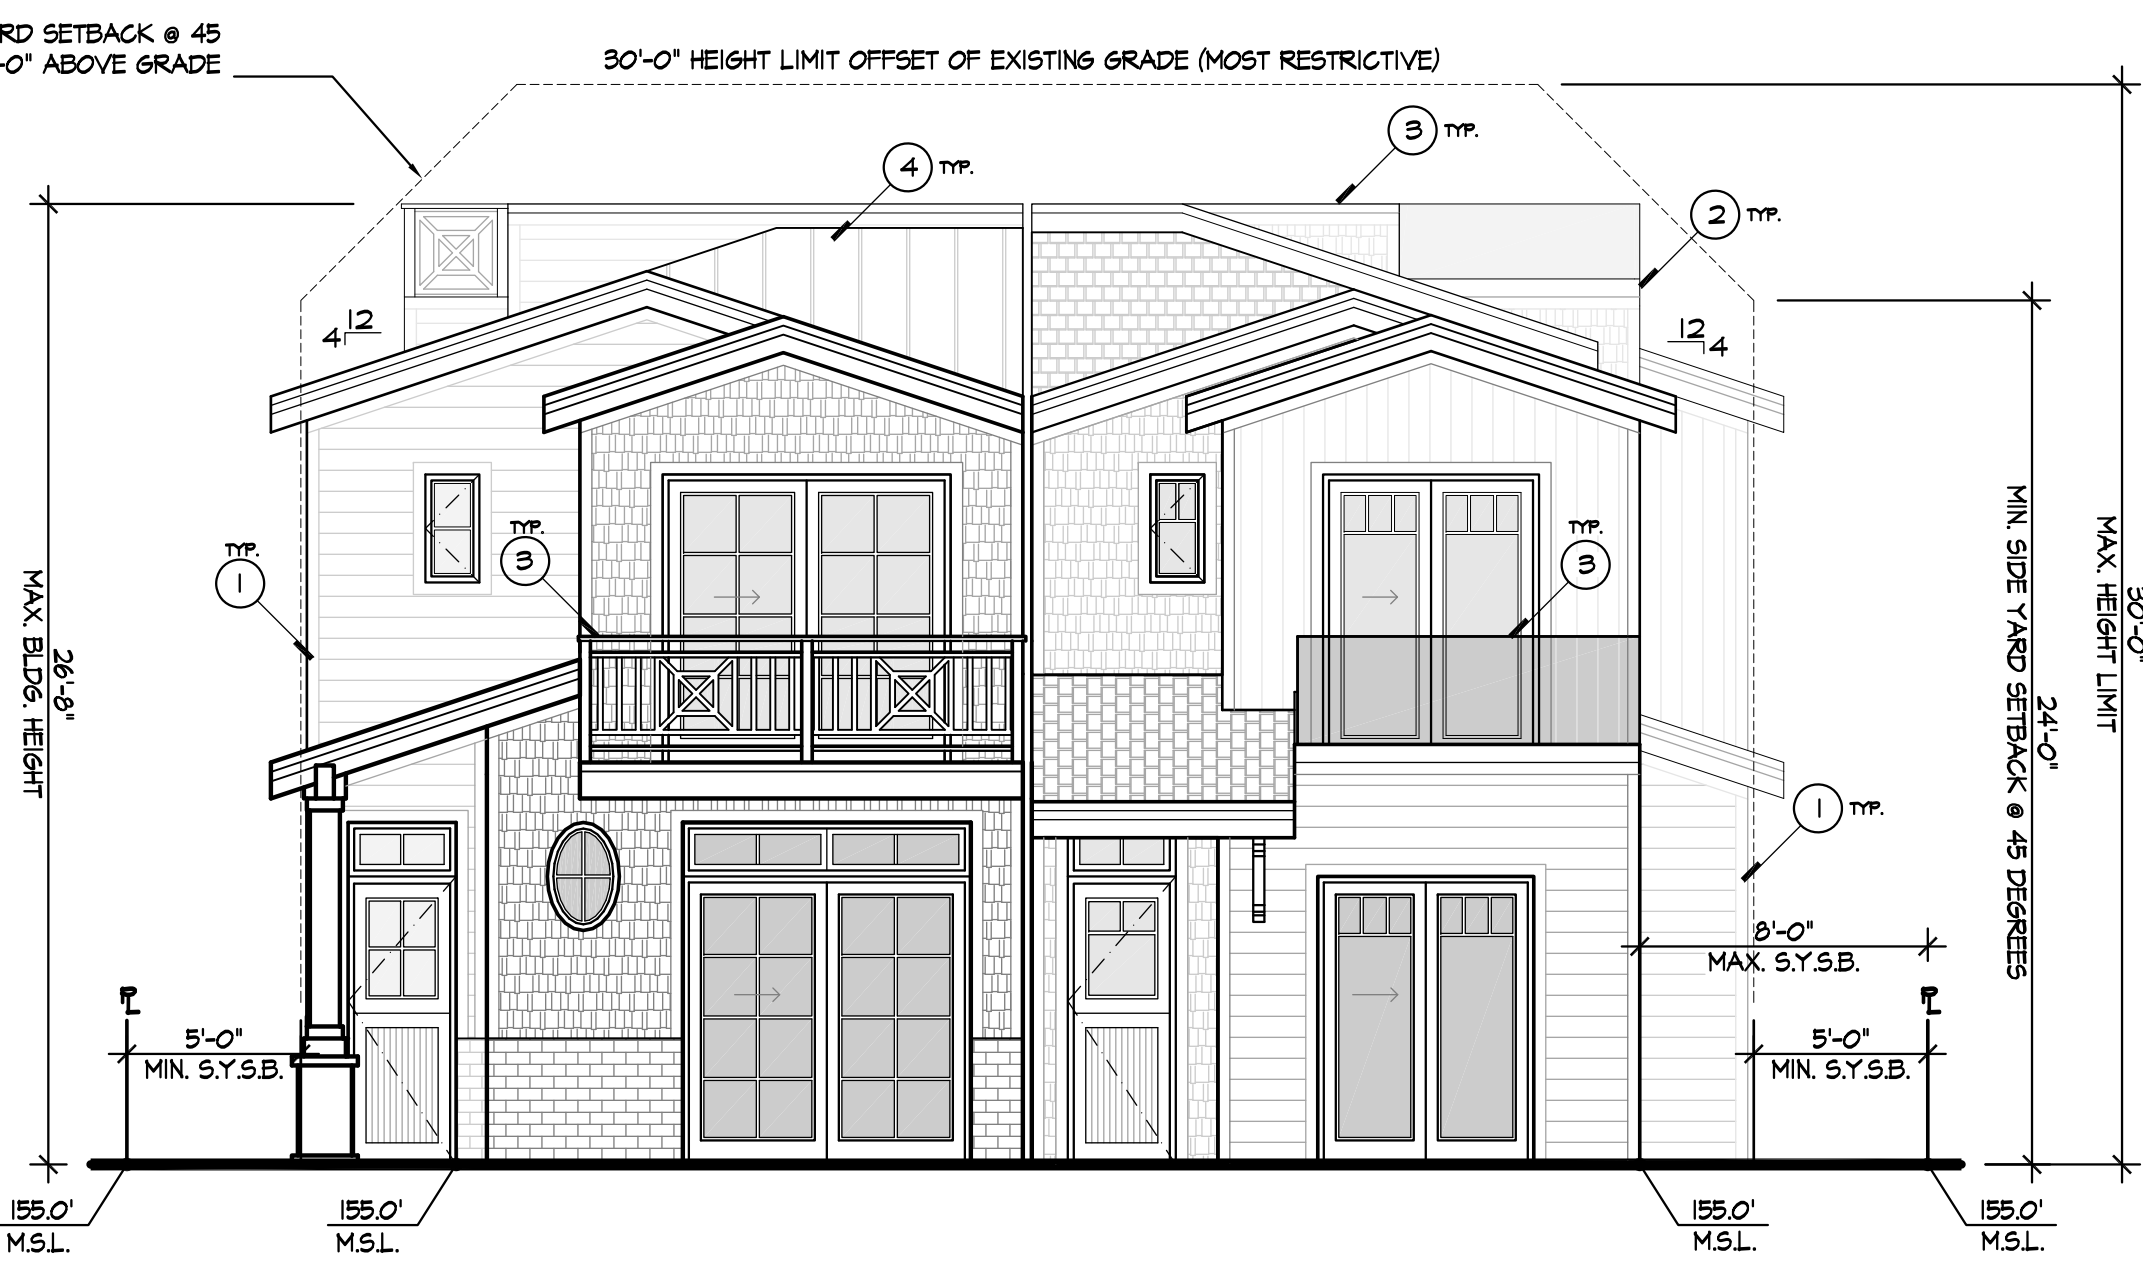 RD SETBACK @ 45
-0" ABOVE GRADE
30'-0" HEIGHT LIMIT OFFSET OF EXISTING GRADE (MOST RESTRICTIVE)
3 TYP.
4 TYP.
2 TYP.
12
4
12
4
TYP.
3
TYP.
3
TYP.
1
1 TYP.
MAX. BLDG. HEIGHT
26'-8"
MIN. SIDE YARD SETBACK @ 45 DEGREES
24'-0"
MAX. HEIGHT LIMIT
30'-0"
8'-0"
MAX. S.Y.S.B.
PL
5'-0"
MIN. S.Y.S.B.
PL
5'-0"
MIN. S.Y.S.B.
155.0'
M.S.L.
155.0'
M.S.L.
155.0'
M.S.L.
155.0'
M.S.L.